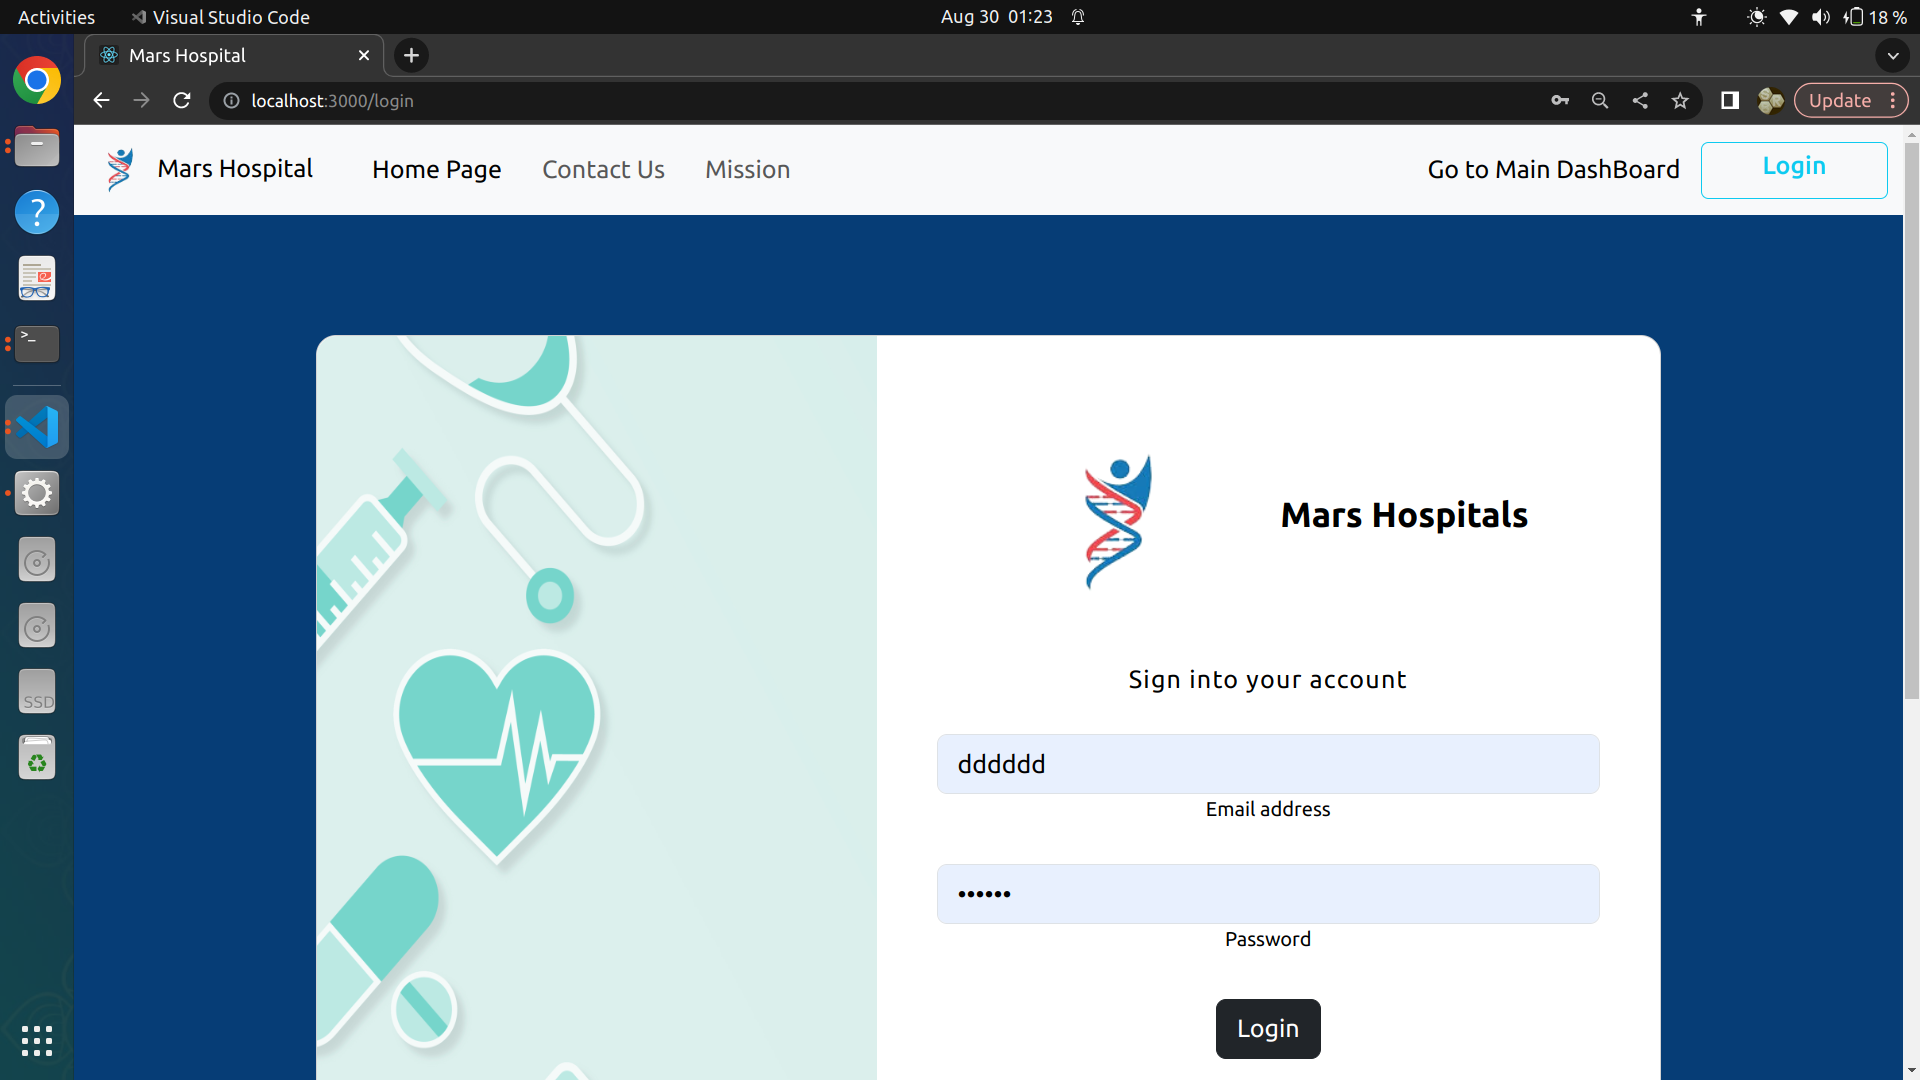 Activities Visual Studio Code Aug 30 01:23 18 %
Mars Hospital
localhost:3000/login Update
Mars Hospital Home Page Contact Us Mission Go to Main DashBoard Login
Mars Hospitals
Sign into your account
dddddd
Email address
••••••
Password
Login
>_
?
SSD